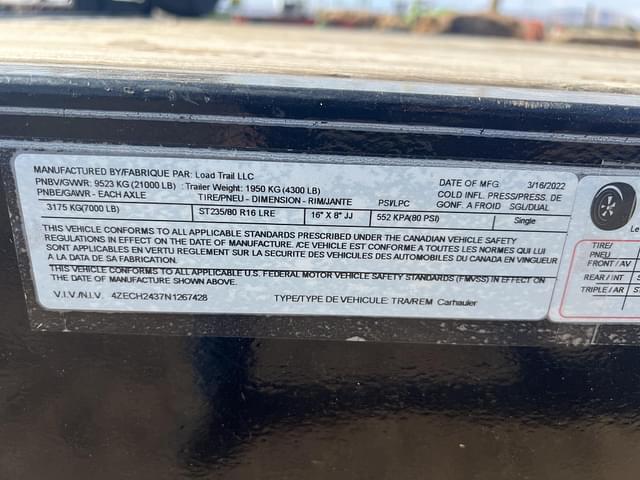 MANUFACTURED BY/FABRIQUE PAR: Load Trail LLC
DATE OF MFG. 3/16/2022
PNBV/GVWR: 9523 KG (21000 LB) : Trailer Weight: 1950 KG (4300 LB)
COLD INFL. PRESS/PRESS. DE
PNBE/GAWR - EACH AXLE TIRE/PNEU - DIMENSION - RIM/JANTE PSI/LPC GONF. A FROID SGU/DUAL
3175 KG(7000 LB) ST235/80 R16 LRE 16" X 8" JJ 552 KPA(80 PSI) Single
THIS VEHICLE CONFORMS TO ALL APPLICABLE STANDARDS PRESCRIBED UNDER THE CANADIAN VEHICLE SAFETY
REGULATIONS IN EFFECT ON THE DATE OF MANUFACTURE. /CE VEHICLE EST CONFORME A TOUTES LES NORMES QUI LUI
SONT APPLICABLES EN VERTU REGLEMENT SUR LA SECURITE DES VEHICULES DES AUTOMOBILES DU CANADA EN VINGUEUR
A LA DATA DE SA FABRICATION.
THIS VEHICLE CONFORMS TO ALL APPLICABLE U.S. FEDERAL MOTOR VEHICLE SAFETY STANDARDS (FMVSS) IN EFFECT ON
THE DATE OF MANUFACTURE SHOWN ABOVE.
V.I.V./N.I.V. 4ZECH2437N1267428 TYPE/TYPE DE VEHICULE: TRA/REM Carhauler
Le
TIRE/
PNEU
FRONT / AV
REAR / INT S
TRIPLE / AR ST